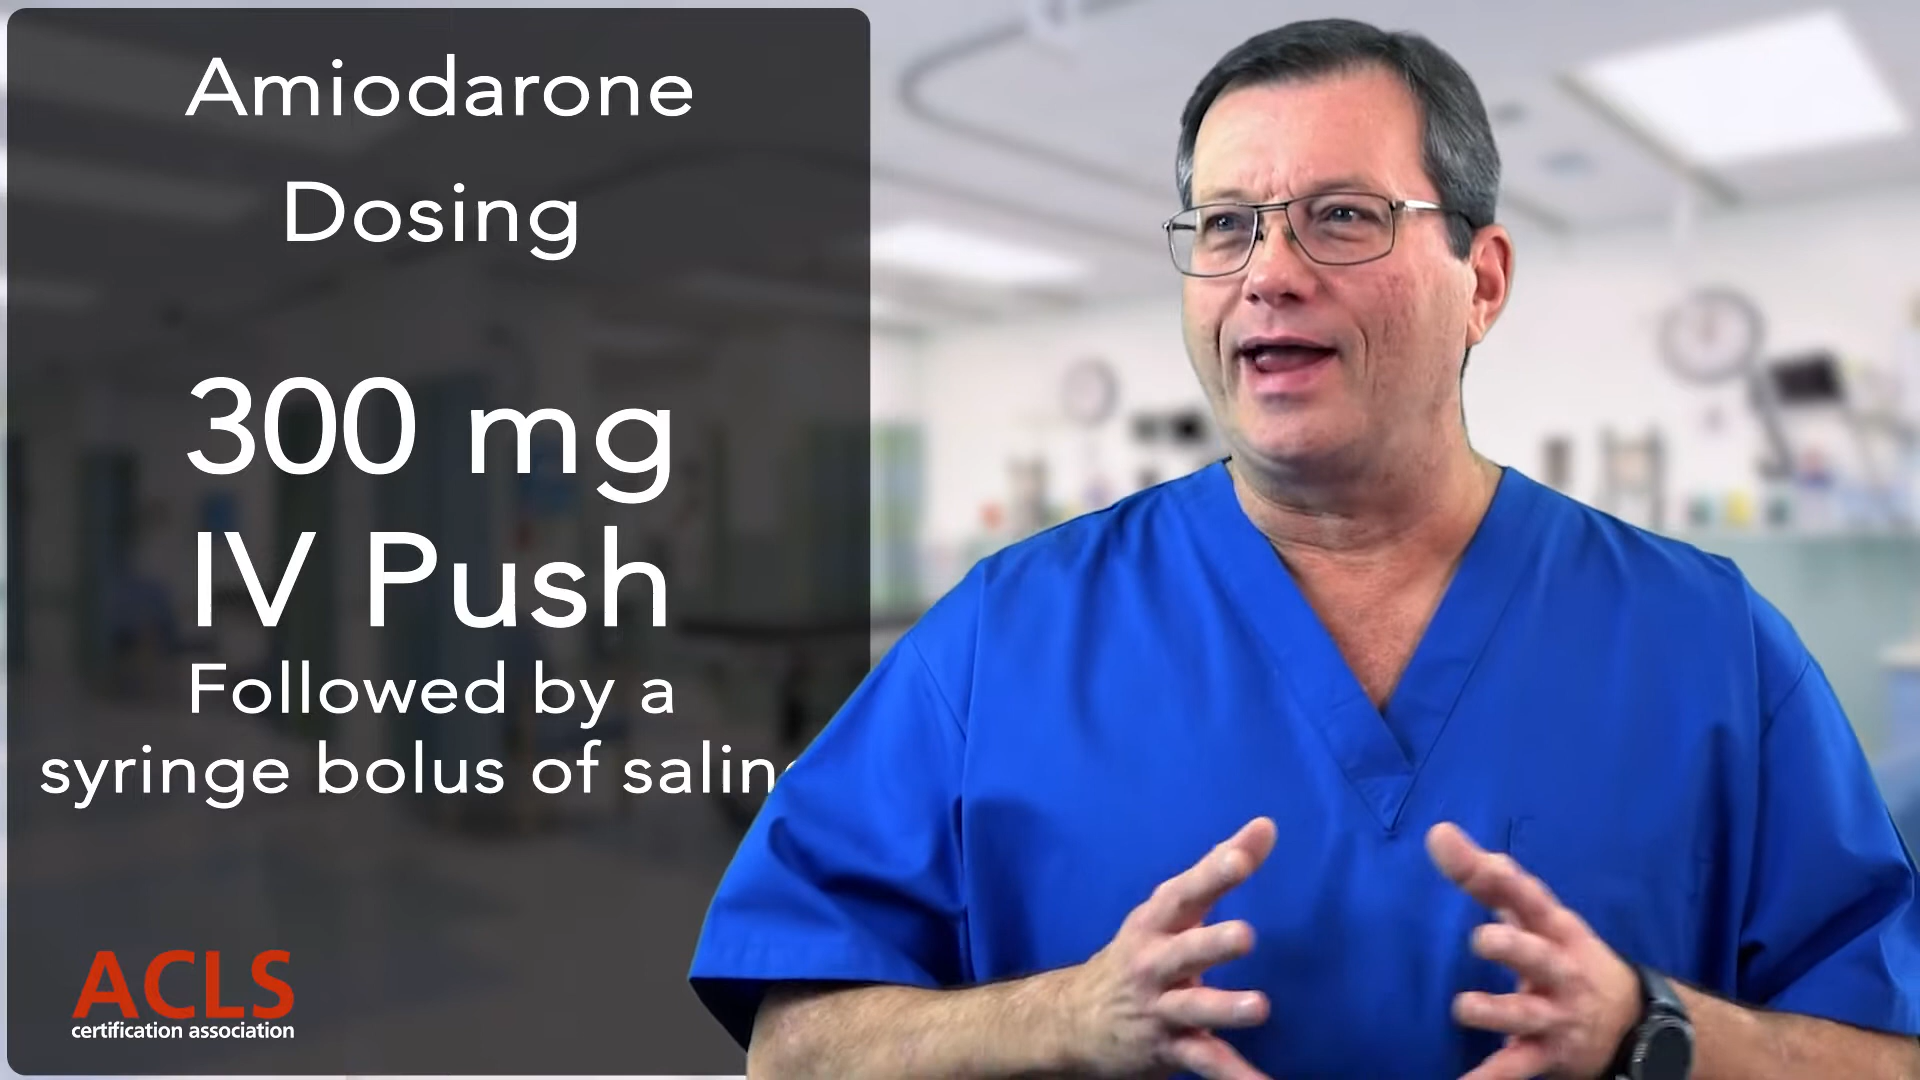 Amiodarone
Dosing
300 mg
IV Push
Followed by a
syringe bolus of salin
ACLS
certification association